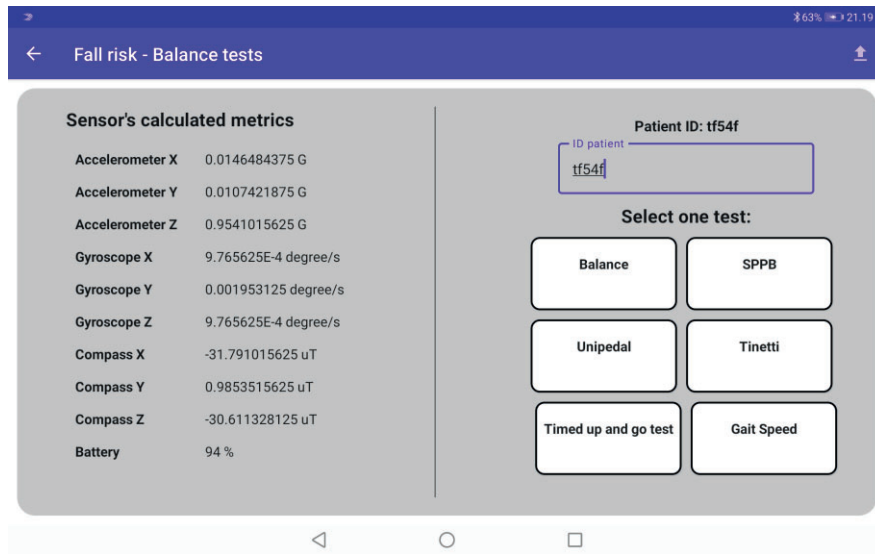 63% 21.19
Fall risk - Balance tests
Sensor's calculated metrics
Accelerometer X 0.0146484375 G
Accelerometer Y 0.0107421875 G
Accelerometer Z 0.9541015625 G
Gyroscope X 9.765625E-4 degree/s
Gyroscope Y 0.001953125 degree/s
Gyroscope Z 9.765625E-4 degree/s
Compass X -31.791015625 uT
Compass Y 0.9853515625 uT
Compass Z -30.611328125 uT
Battery 94 %
Patient ID: tf54f
ID patient
tf54f
Select one test:
Balance SPPB
Unipedal Tinetti
Timed up and go test Gait Speed